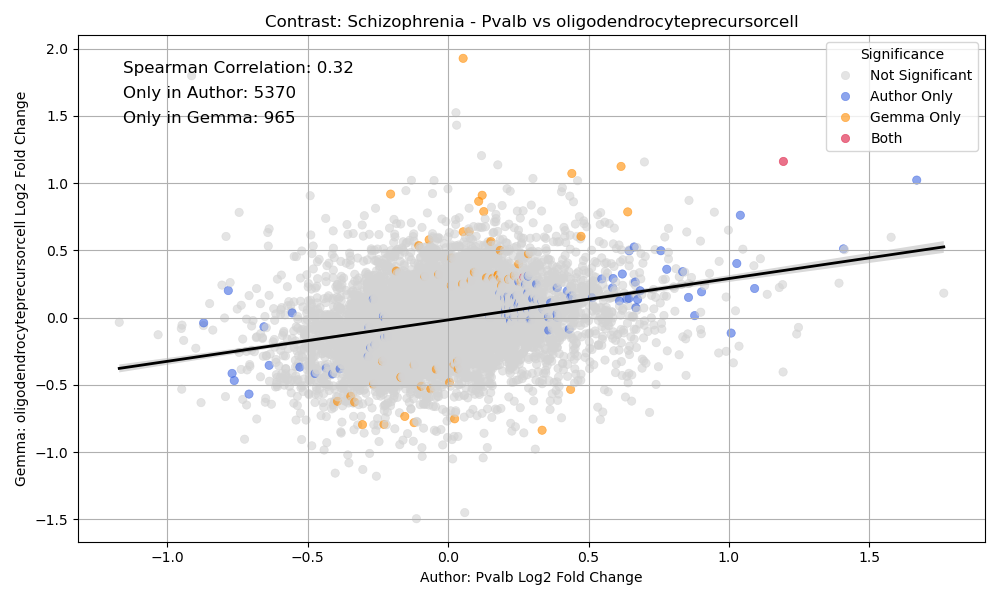 Contrast: Schizophrenia - Pvalb vs oligodendrocyteprecursorcell
Spearman Correlation: 0.32
Only in Author: 5370
Only in Gemma: 965
Significance
Not Significant
Author Only
Gemma Only
Both
2.0
1.5
1.0
0.5
0.0
−0.5
−1.0
−1.5
Gemma: oligodendrocyteprecursorcell Log2 Fold Change
−1.0 −0.5 0.0 0.5 1.0 1.5
Author: Pvalb Log2 Fold Change